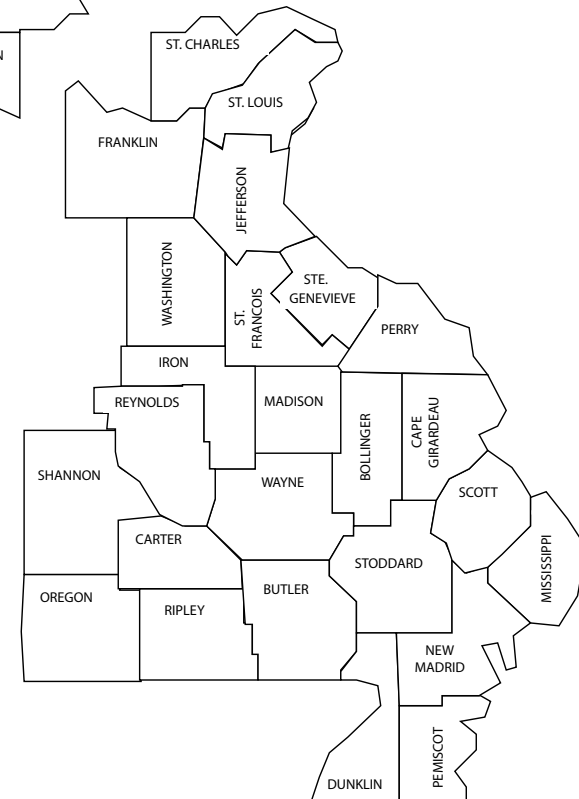 N
ST. CHARLES
ST. LOUIS
FRANKLIN
JEFFERSON
WASHINGTON
ST.
FRANCOIS
STE.
GENEVIEVE
PERRY
IRON
REYNOLDS
MADISON
BOLLINGER
CAPE
GIRARDEAU
SHANNON
WAYNE
SCOTT
CARTER
STODDARD
MISSISSIPPI
OREGON
RIPLEY
BUTLER
NEW
MADRID
DUNKLIN
PEMISCOT